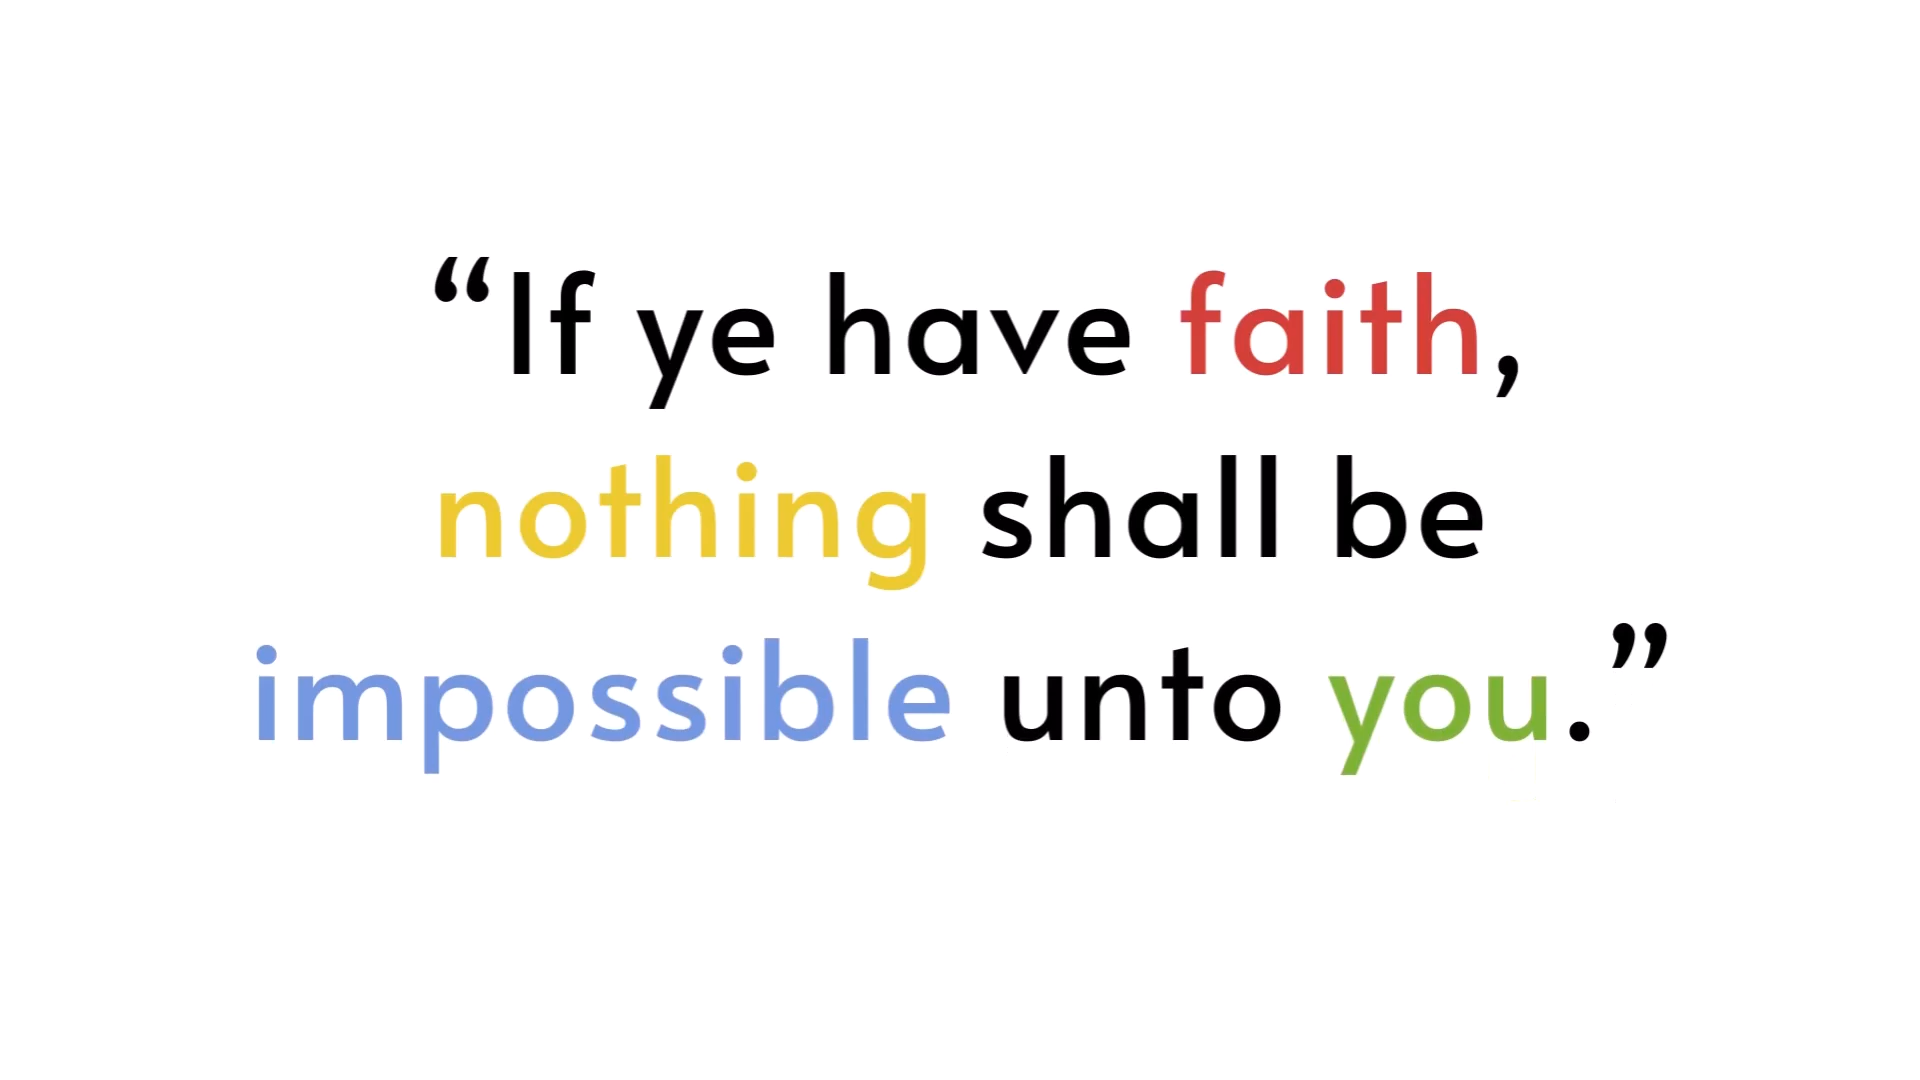 “If ye have faith,
nothing shall be
impossible unto you.”